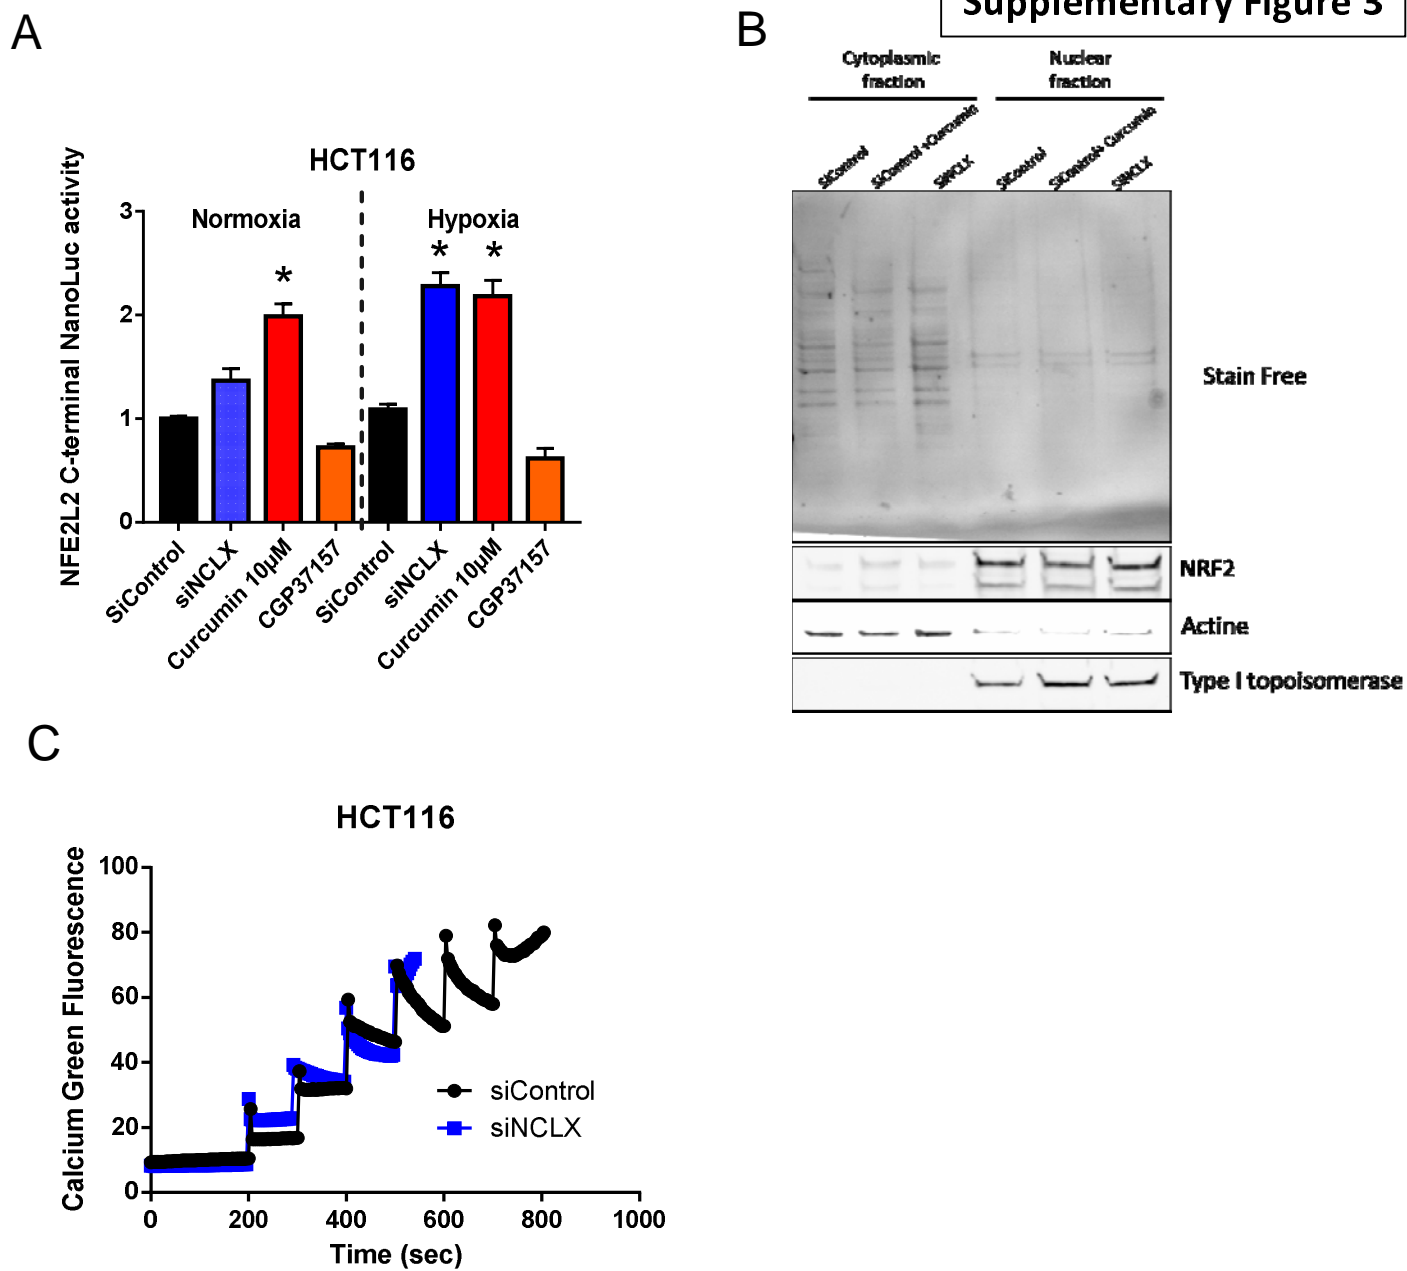 Supplementary Figure 3
A
HCT116
Normoxia
Hypoxia
NFE2L2 C-terminal NanoLuc activity
3
2
1
0
*
*
*
SiControl
siNCLX
Curcumin 10µM
CGP37157
SiControl
siNCLX
Curcumin 10µM
CGP37157
B
Cytoplasmic
fraction
Nuclear
fraction
SiControl
SiControl +Curcumin
SiNCLX
SiControl
SiControl+ Curcumin
SiNCLX
Stain Free
NRF2
Actine
Type I topoisomerase
C
HCT116
Calcium Green Fluorescence
100
80
60
40
20
0
siControl
siNCLX
0 200 400 600 800 1000
Time (sec)